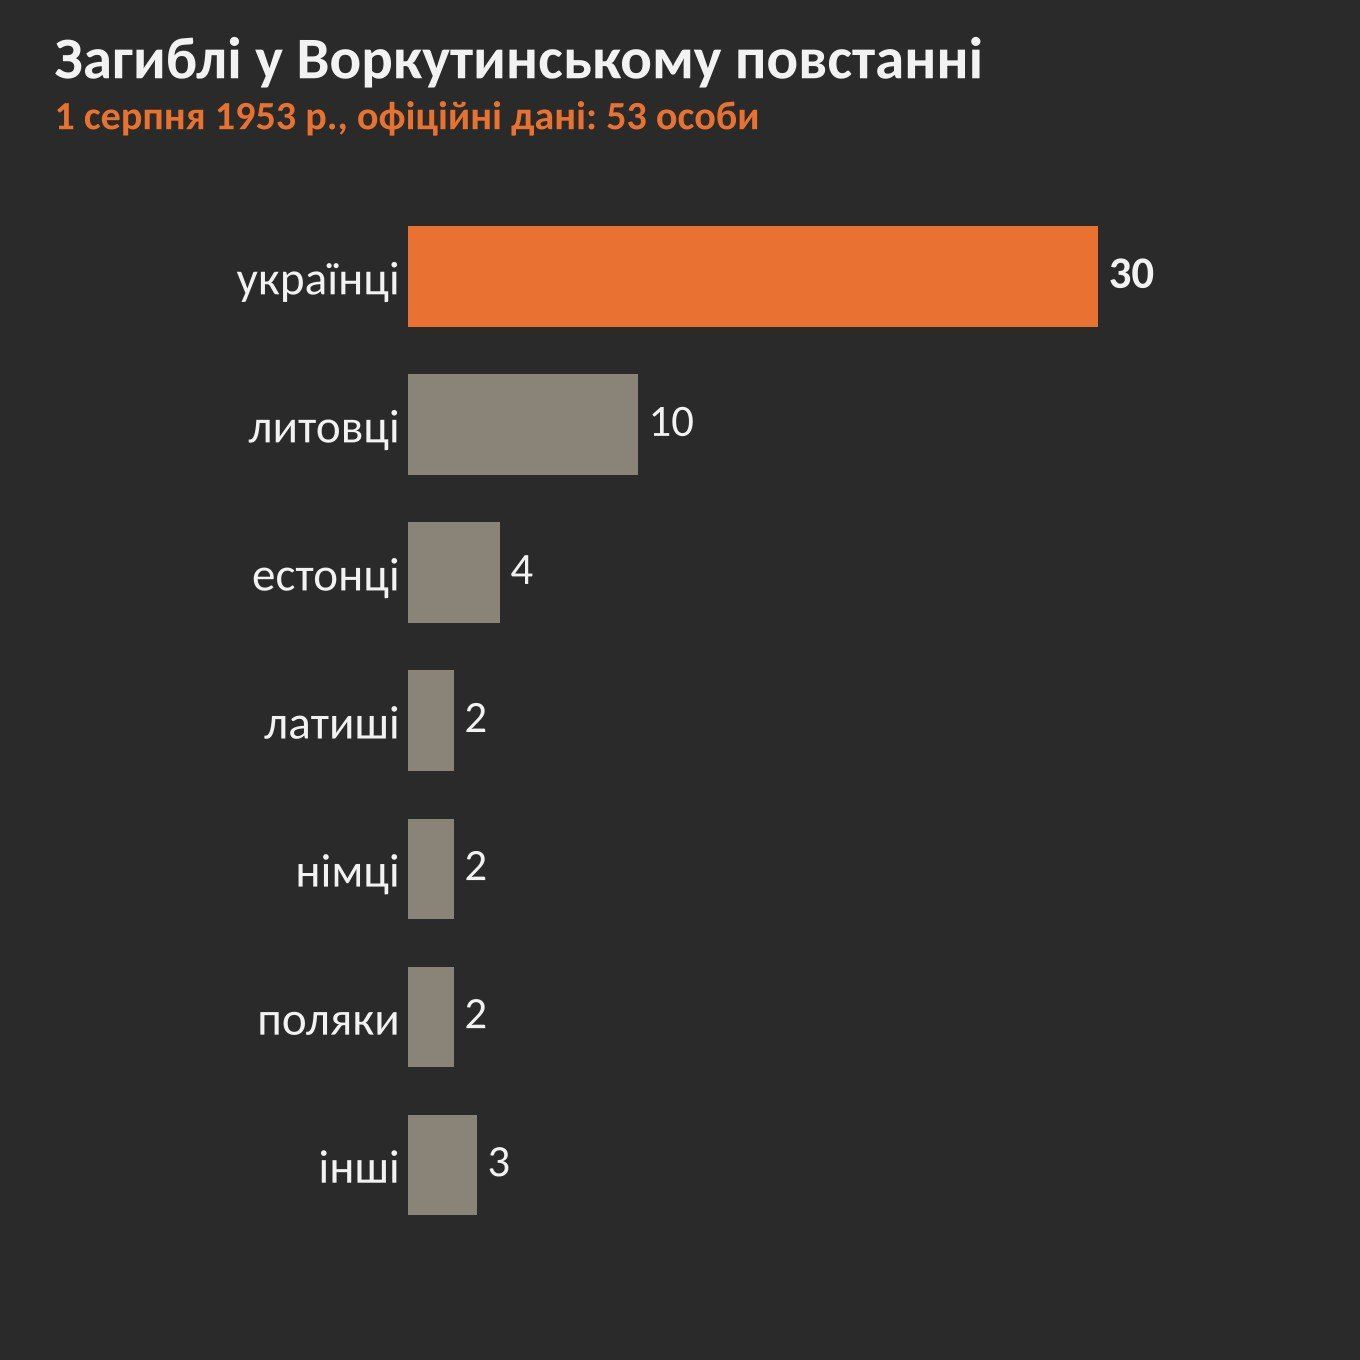 Загиблі у Воркутинському повстанні
1 серпня 1953 р., офіційні дані: 53 особи
українці 30
литовці 10
естонці 4
латиші 2
німці 2
поляки 2
інші 3